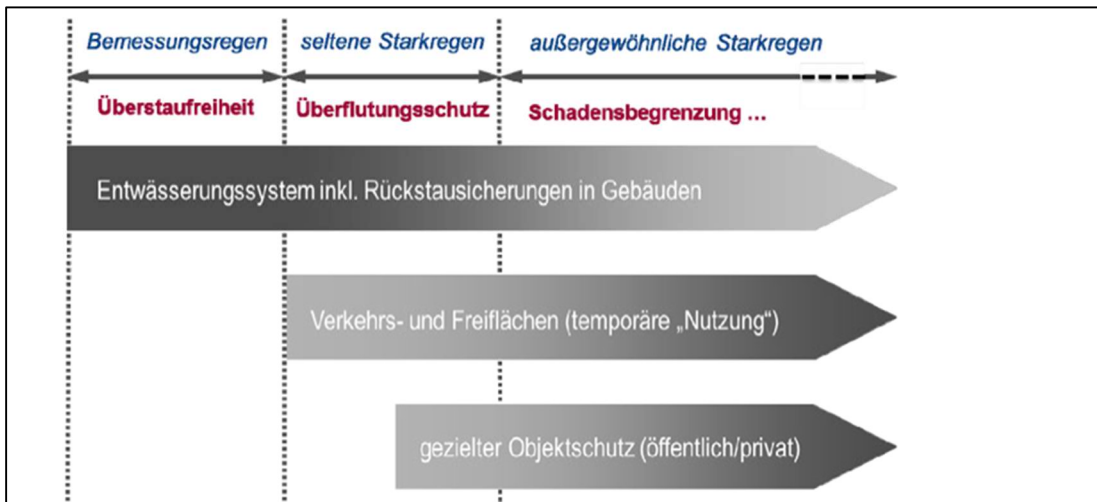 Bemessungsregen seltene Starkregen außergewöhnliche Starkregen
Überstaufreiheit Überflutungsschutz Schadensbegrenzung ...
Entwässerungssystem inkl. Rückstausicherungen in Gebäuden
Verkehrs- und Freiflächen (temporäre „Nutzung“)
gezielter Objektschutz (öffentlich/privat)